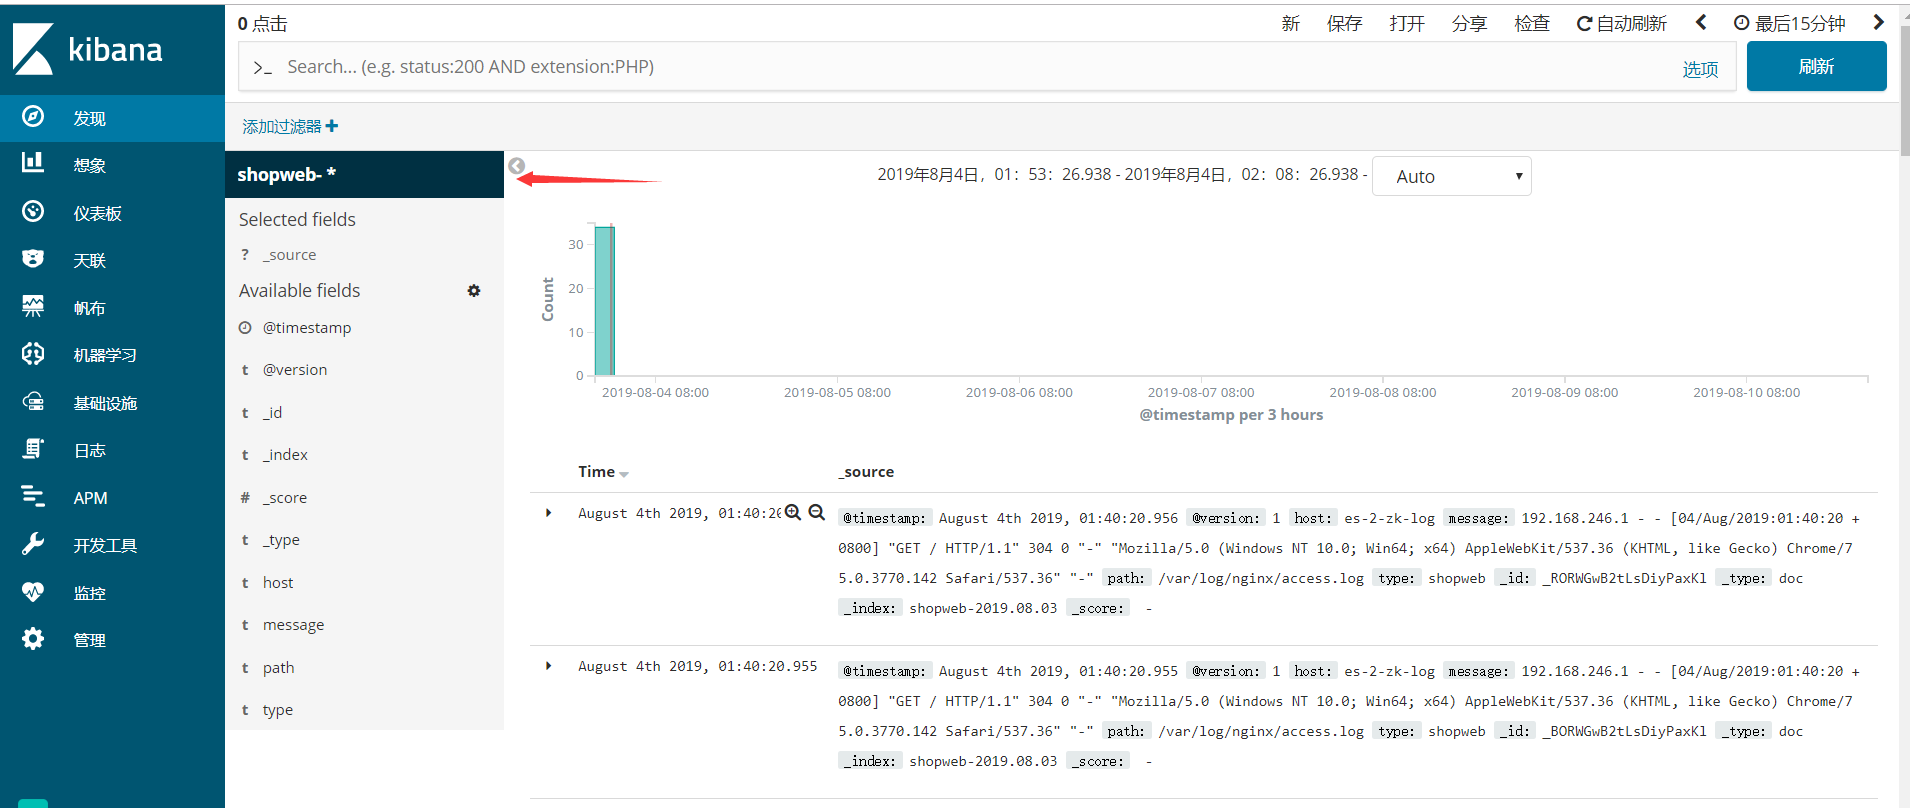 kibana
发现
想象
仪表板
天联
帆布
机器学习
基础设施
日志
APM
开发工具
监控
管理
0 点击
新 保存 打开 分享 检查 自动刷新 最后15分钟
>_ Search... (e.g. status:200 AND extension:PHP) 选项 刷新
添加过滤器
shopweb- *
Selected fields
? _source
Available fields
@timestamp
t @version
t _id
t _index
# _score
t _type
t host
t message
t path
t type
2019年8月4日，01：53：26.938 - 2019年8月4日，02：08：26.938 - Auto
Count
30
20
10
0
2019-08-04 08:00 2019-08-05 08:00 2019-08-06 08:00 2019-08-07 08:00 2019-08-08 08:00 2019-08-09 08:00 2019-08-10 08:00
@timestamp per 3 hours
Time _source
August 4th 2019, 01:40:20 @timestamp: August 4th 2019, 01:40:20.956 @version: 1 host: es-2-zk-log message: 192.168.246.1 - - [04/Aug/2019:01:40:20 +
0800] "GET / HTTP/1.1" 304 0 "-" "Mozilla/5.0 (Windows NT 10.0; Win64; x64) AppleWebKit/537.36 (KHTML, like Gecko) Chrome/7
5.0.3770.142 Safari/537.36" "-" path: /var/log/nginx/access.log type: shopweb _id: _RORWGwB2tLsDiyPaxKl _type: doc
_index: shopweb-2019.08.03 _score: -
August 4th 2019, 01:40:20.955 @timestamp: August 4th 2019, 01:40:20.955 @version: 1 host: es-2-zk-log message: 192.168.246.1 - - [04/Aug/2019:01:40:20 +
0800] "GET / HTTP/1.1" 304 0 "-" "Mozilla/5.0 (Windows NT 10.0; Win64; x64) AppleWebKit/537.36 (KHTML, like Gecko) Chrome/7
5.0.3770.142 Safari/537.36" "-" path: /var/log/nginx/access.log type: shopweb _id: _BORWGwB2tLsDiyPaxKl _type: doc
_index: shopweb-2019.08.03 _score: -